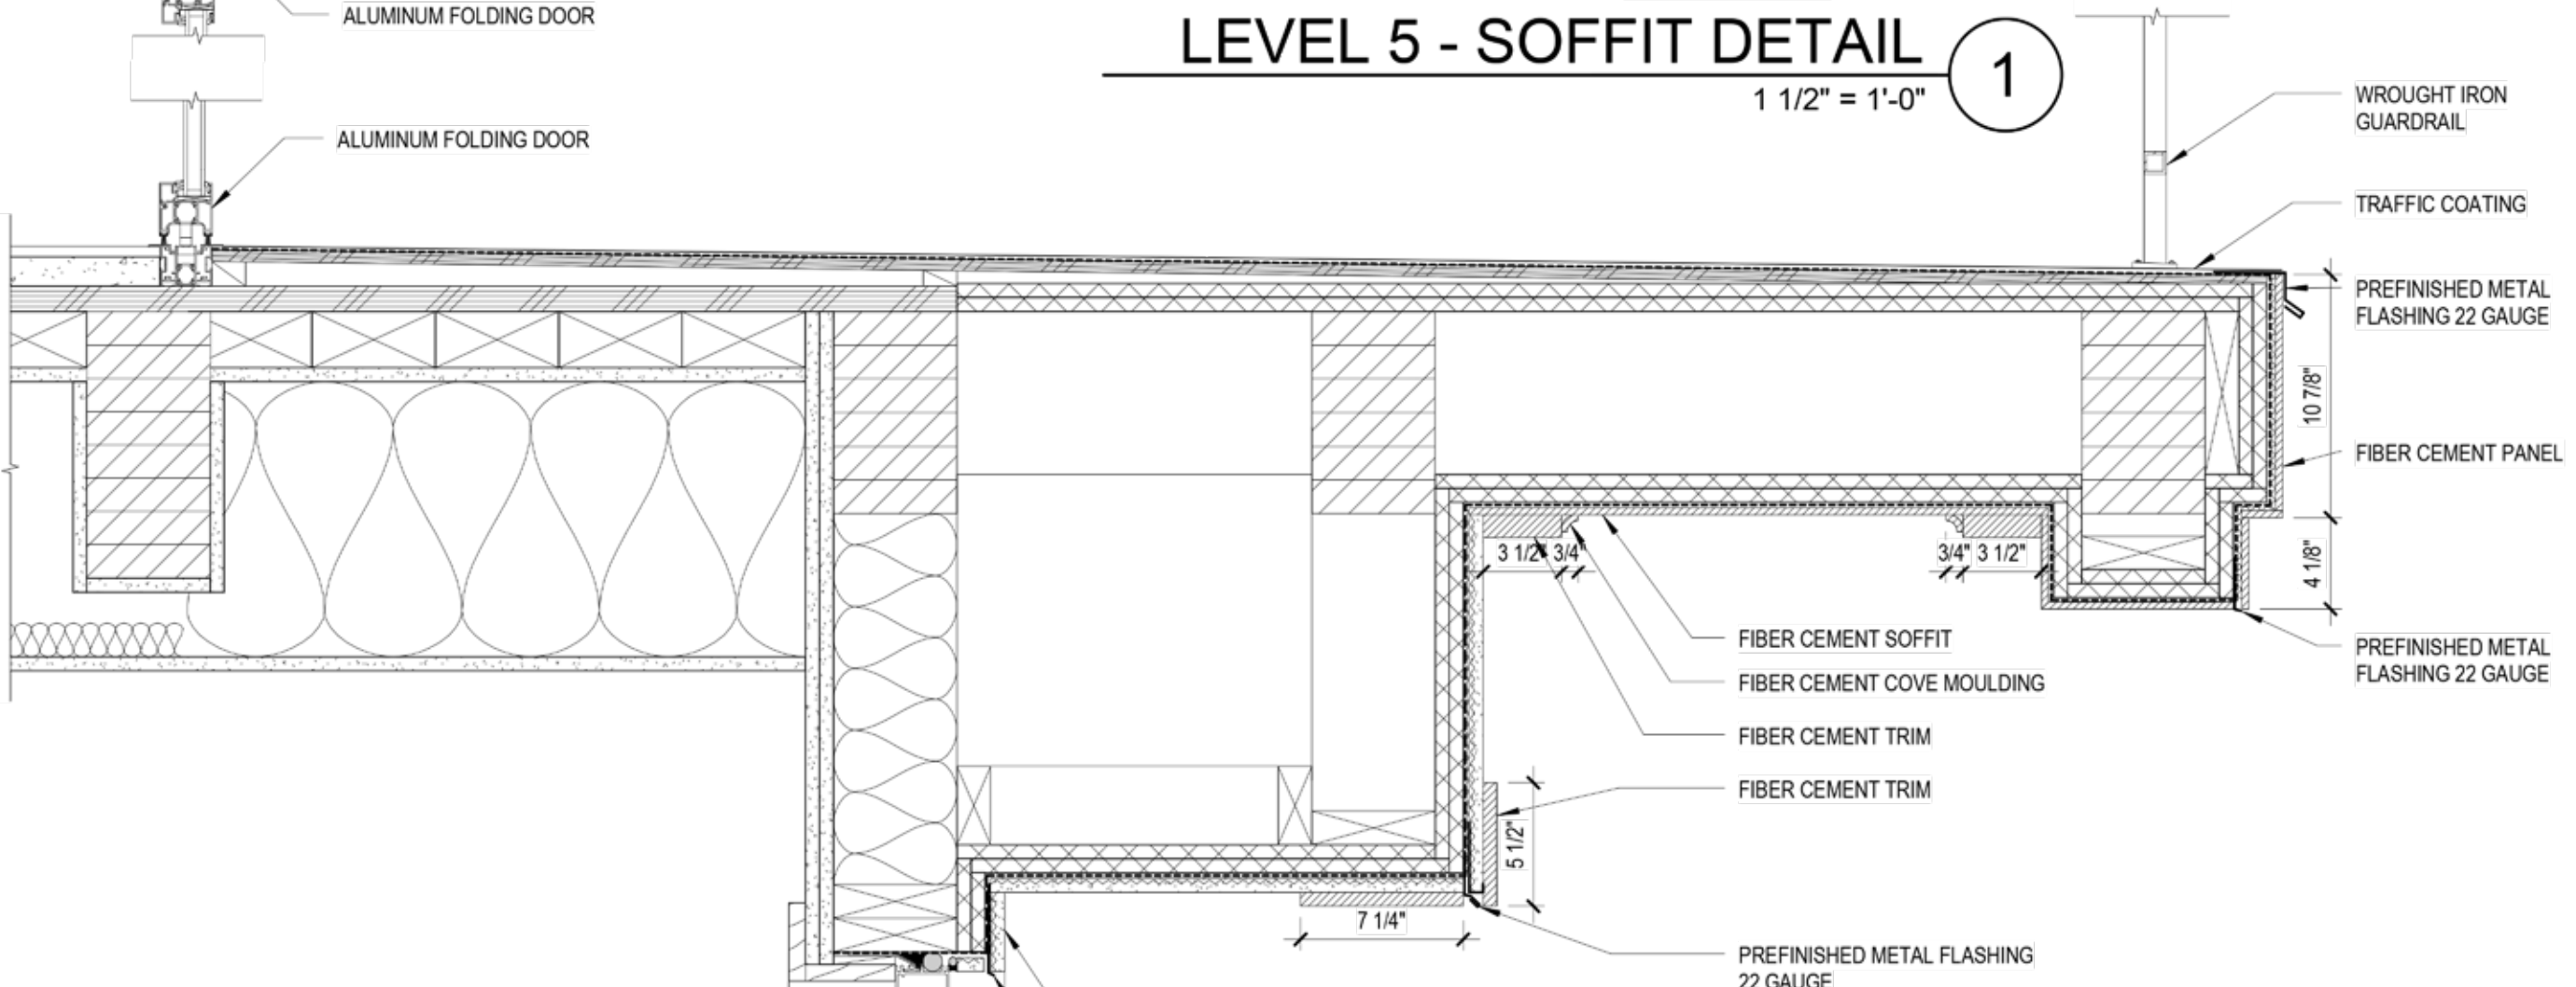 ALUMINUM FOLDING DOOR
LEVEL 5 - SOFFIT DETAIL
1
1 1/2" = 1'-0"
WROUGHT IRON
GUARDRAIL
ALUMINUM FOLDING DOOR
TRAFFIC COATING
PREFINISHED METAL
FLASHING 22 GAUGE
10 7/8"
FIBER CEMENT PANEL
3 1/2"
3/4"
3/4"
3 1/2"
4 1/8"
FIBER CEMENT SOFFIT
PREFINISHED METAL
FLASHING 22 GAUGE
FIBER CEMENT COVE MOULDING
FIBER CEMENT TRIM
FIBER CEMENT TRIM
5 1/2"
7 1/4"
PREFINISHED METAL FLASHING
22 GAUGE